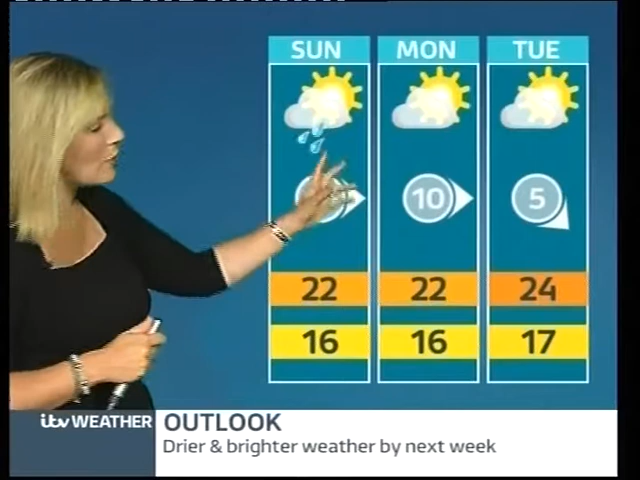 SUN MON TUE
10 5
22 22 24
16 16 17
itv WEATHER
OUTLOOK
Drier & brighter weather by next week